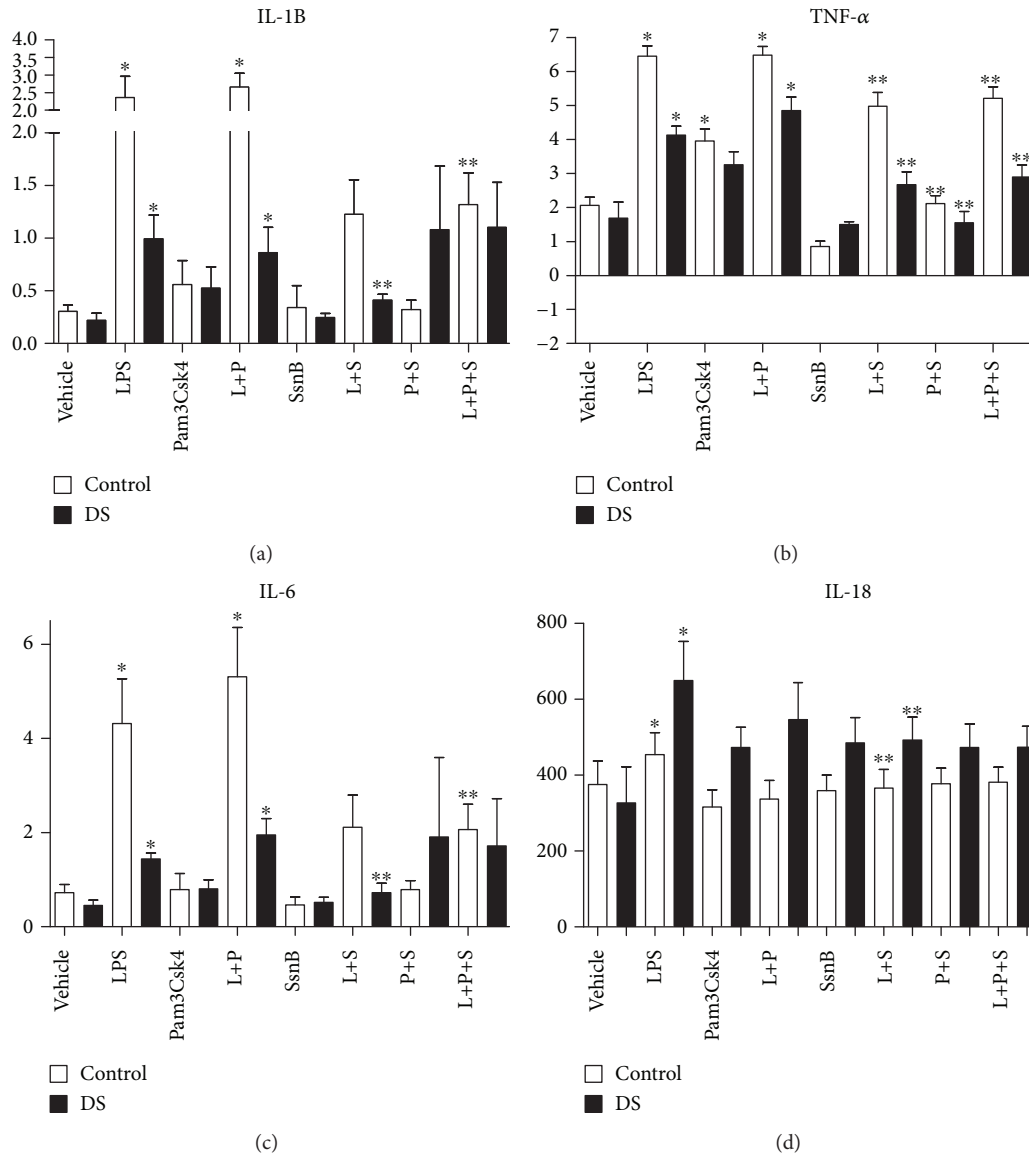 IL-1B
4.0
3.5
3.0
2.5
2.0
2.0
1.5
1.0
0.5
0.0
*
*
*
*
**
**
Vehicle
LPS
Pam3Csk4
L+P
SsnB
L+S
P+S
L+P+S
Control
DS
(a)
TNF-α
7
6
5
4
3
2
1
0
−1
−2
*
*
*
*
*
**
**
**
**
**
**
Vehicle
LPS
Pam3Csk4
L+P
SsnB
L+S
P+S
L+P+S
Control
DS
(b)
IL-6
6
4
2
0
*
*
*
*
**
**
Vehicle
LPS
Pam3Csk4
L+P
SsnB
L+S
P+S
L+P+S
Control
DS
(c)
IL-18
800
600
400
200
0
*
*
**
**
Vehicle
LPS
Pam3Csk4
L+P
SsnB
L+S
P+S
L+P+S
Control
DS
(d)